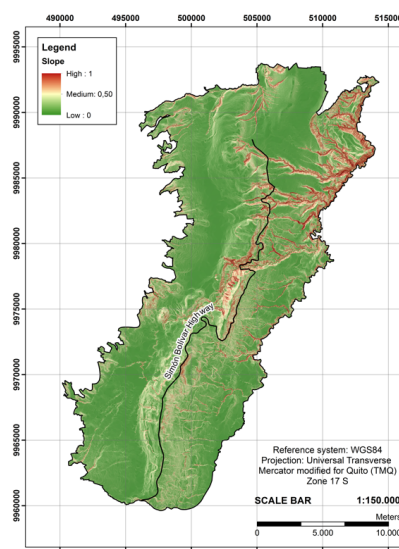 490000 495000 500000 505000 510000 515000
9995000
Legend
Slope
High : 1
Medium: 0,50
Low : 0
9990000
9985000
9980000
9975000
Simón Bolívar Highway
9970000
9965000
9960000
Reference system: WGS84
Projection: Universal Transverse
Mercator modified for Quito (TMQ)
Zone 17 S
SCALE BAR 1:150.000
Meters
0 5.000 10.000